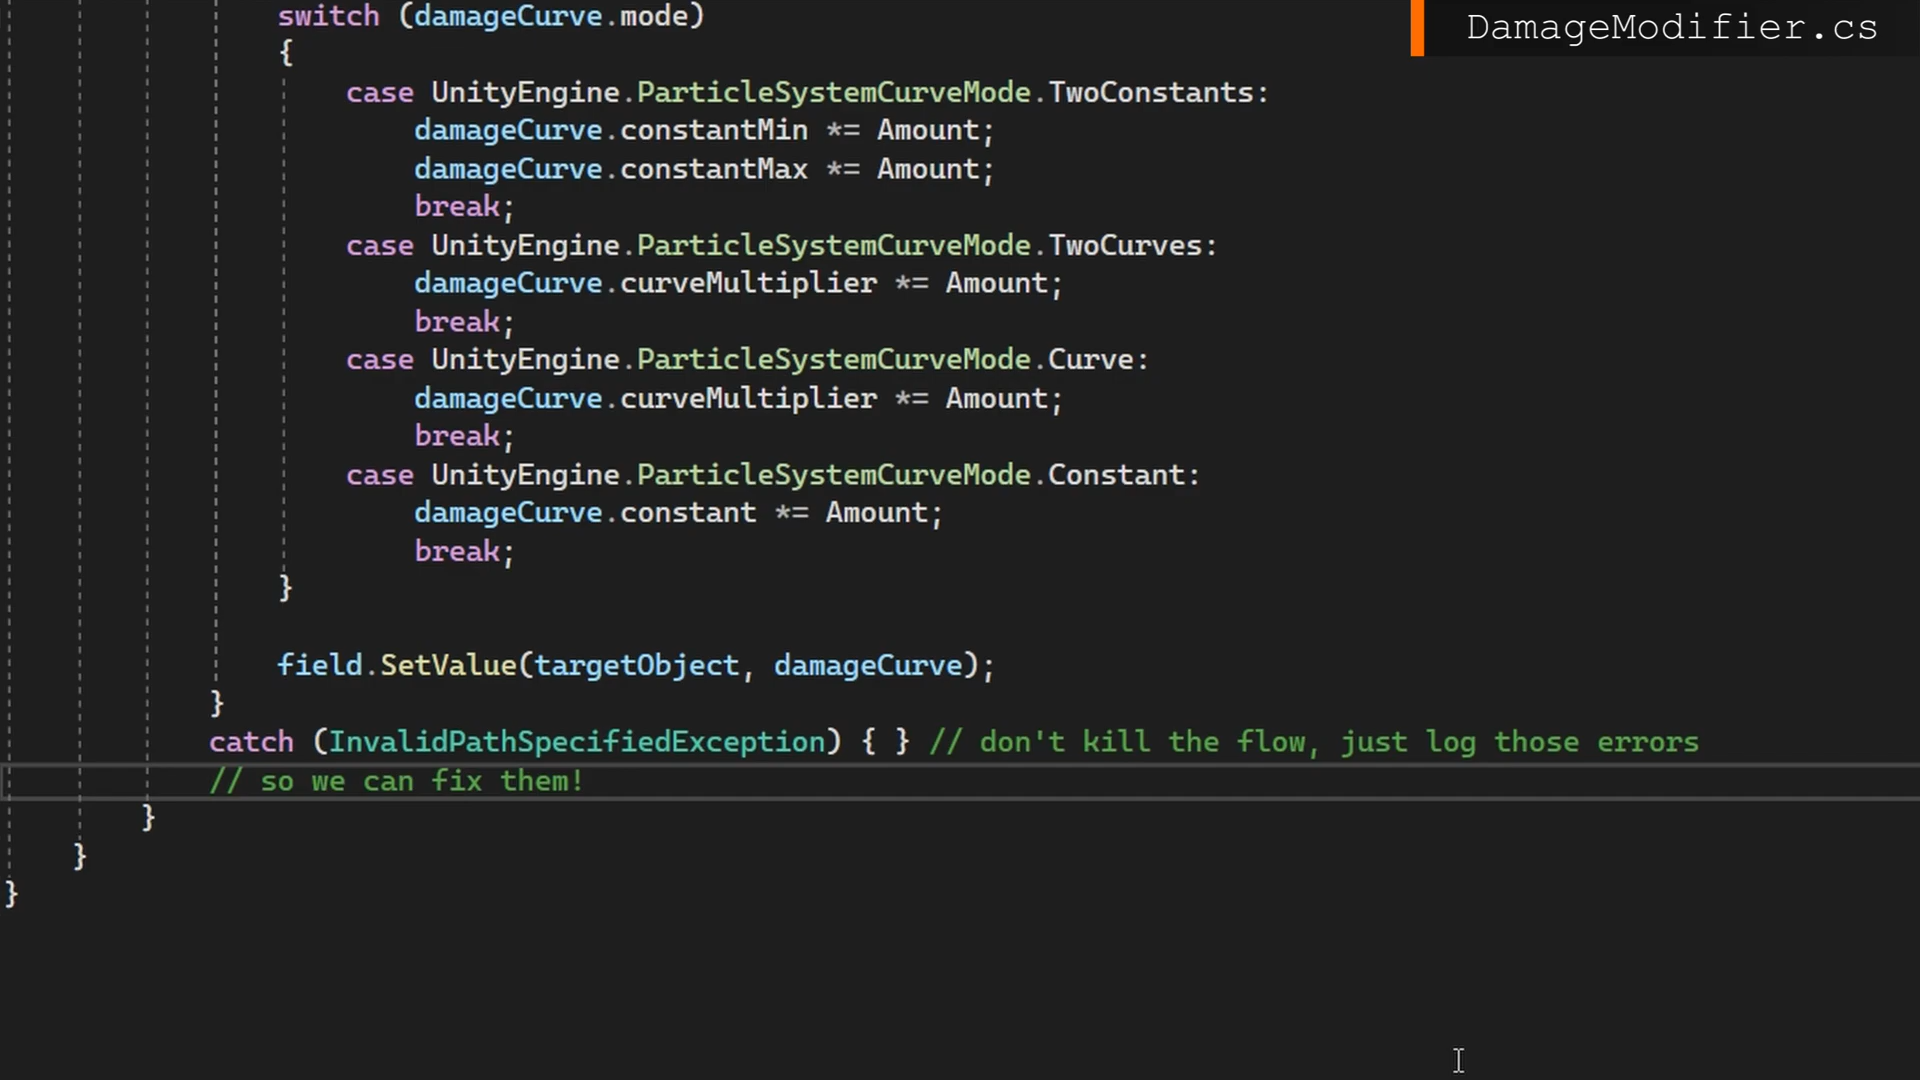 switch (damageCurve.mode)
DamageModifier.cs
{
case UnityEngine.ParticleSystemCurveMode.TwoConstants:
damageCurve.constantMin *= Amount;
damageCurve.constantMax *= Amount;
break;
case UnityEngine.ParticleSystemCurveMode.TwoCurves:
damageCurve.curveMultiplier *= Amount;
break;
case UnityEngine.ParticleSystemCurveMode.Curve:
damageCurve.curveMultiplier *= Amount;
break;
case UnityEngine.ParticleSystemCurveMode.Constant:
damageCurve.constant *= Amount;
break;
}
field.SetValue(targetObject, damageCurve);
}
catch (InvalidPathSpecifiedException) { } // don't kill the flow, just log those errors
// so we can fix them!
}
}
}